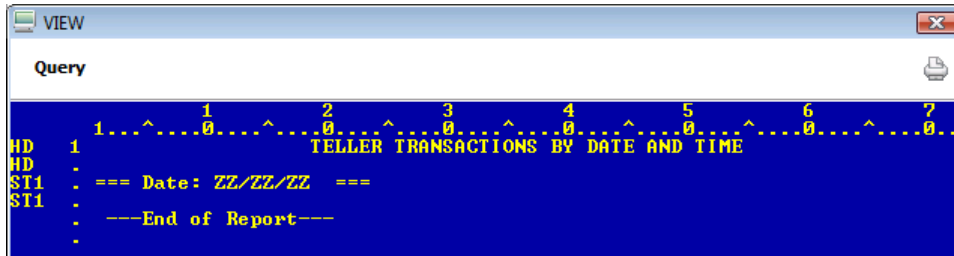 VIEW
Query
1 2 3 4 5 6 7
1...^....0....^....0....^....0....^....0....^....0....^....0....^....0..
HD 1 TELLER TRANSACTIONS BY DATE AND TIME
HD .
ST1 . === Date: ZZ/ZZ/ZZ ===
ST1 .
. ---End of Report---
.